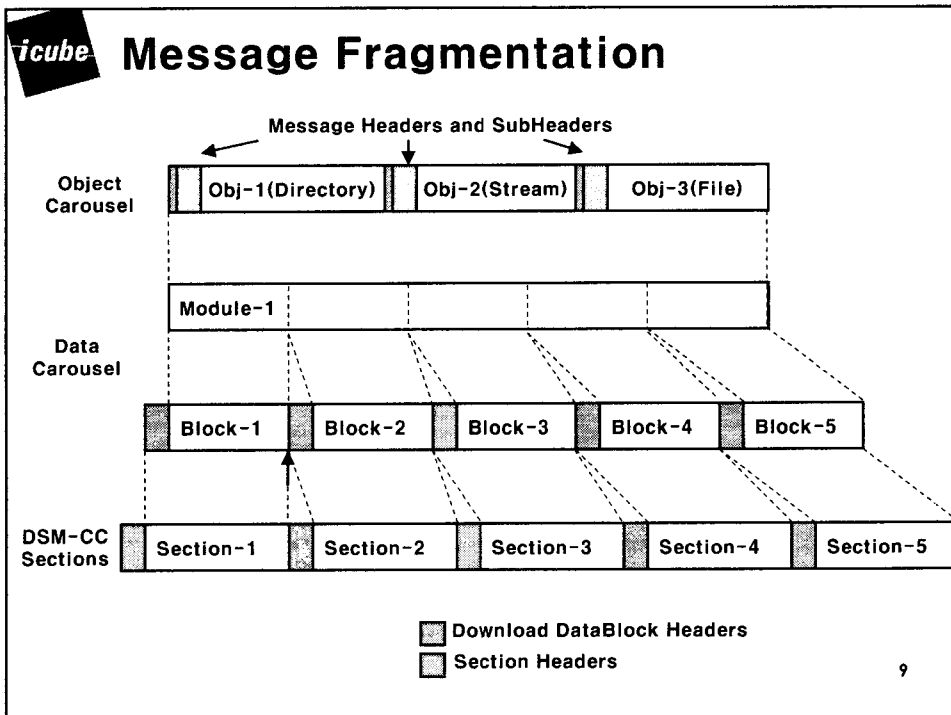 icube Message Fragmentation
Message Headers and SubHeaders
Object
Carousel
Obj-1(Directory) Obj-2(Stream) Obj-3(File)
Module-1
Data
Carousel
Block-1 Block-2 Block-3 Block-4 Block-5
DSM-CC
Sections
Section-1 Section-2 Section-3 Section-4 Section-5
Download DataBlock Headers
Section Headers
9